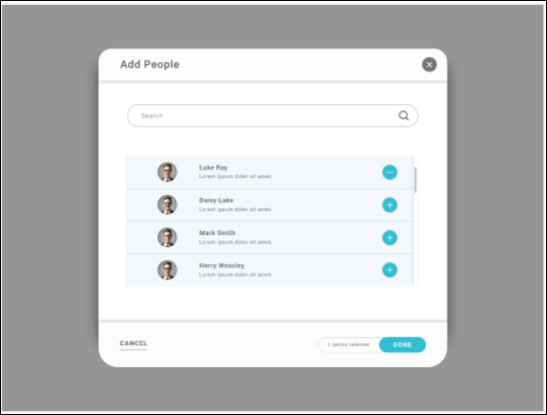 Add People
Search
Luke Ray
Lorem ipsum dolor sit amet
Daisy Lake
Lorem ipsum dolor sit amet
Mark Smith
Lorem ipsum dolor sit amet
Harry Weasley
Lorem ipsum dolor sit amet
CANCEL
1 person selected
DONE